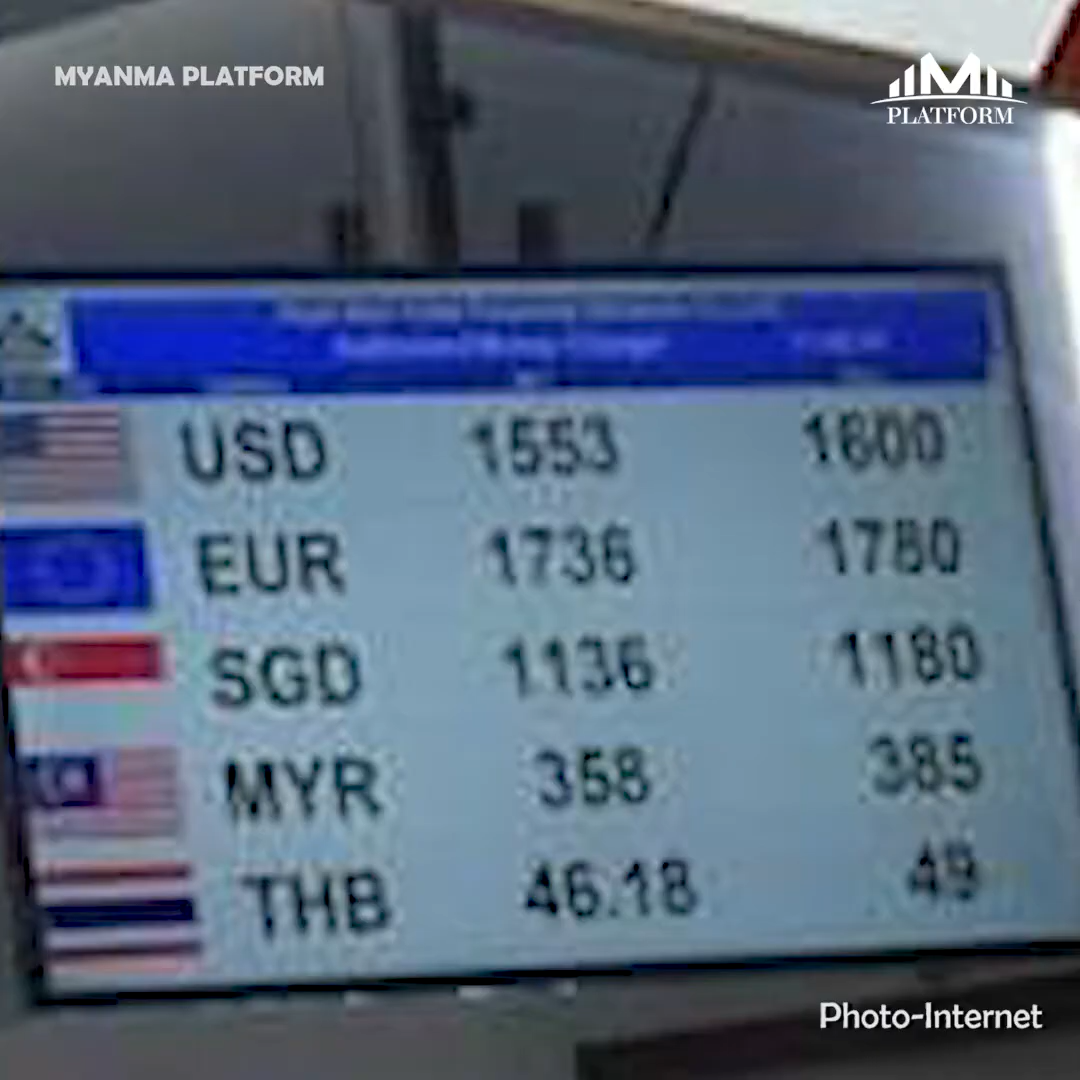 MYANMA PLATFORM
M
PLATFORM
USD 1553 1600
EUR 1736 1780
SGD 1136 1180
MYR 358 385
THB 46.18 49
Photo-Internet